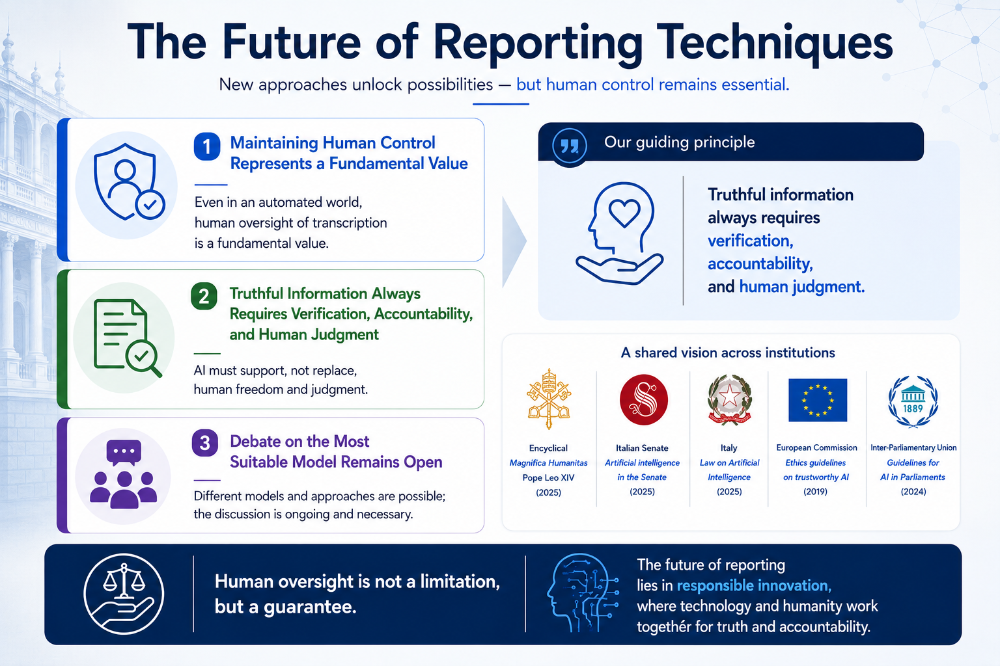 The Future of Reporting Techniques
New approaches unlock possibilities — but human control remains essential.
1
Maintaining Human Control
Represents a Fundamental Value
Even in an automated world,
human oversight of transcription
is a fundamental value.
2
Truthful Information Always
Requires Verification, Accountability,
and Human Judgment
AI must support, not replace,
human freedom and judgment.
3
Debate on the Most
Suitable Model Remains Open
Different models and approaches are possible;
the discussion is ongoing and necessary.
Our guiding principle
Truthful information
always requires
verification,
accountability,
and human judgment.
A shared vision across institutions
Encyclical
Magnifica Humanitas
Pope Leo XIV
(2025)
S
Italian Senate
Artificial intelligence
in the Senate
(2025)
Italy
Law on Artificial
Intelligence
(2025)
European Commission
Ethics guidelines
on trustworthy AI
(2019)
1889
Inter-Parliamentary Union
Guidelines for
AI in Parliaments
(2024)
Human oversight is not a limitation,
but a guarantee.
The future of reporting
lies in responsible innovation,
where technology and humanity work
togethér for truth and accountability.